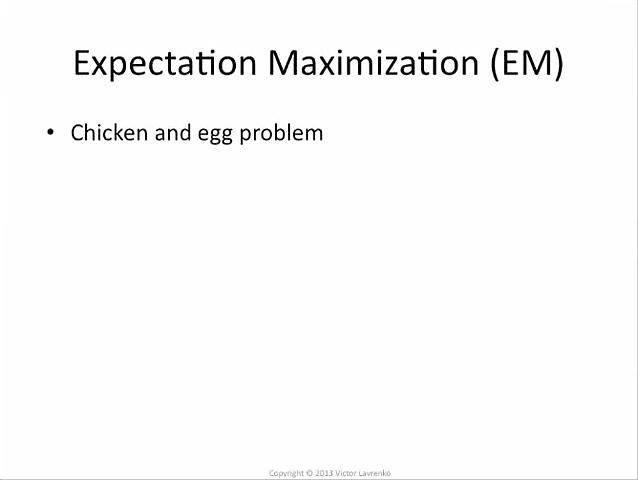 Expectation Maximization (EM)
• Chicken and egg problem
Copyright © 2013 Victor Lavrenko